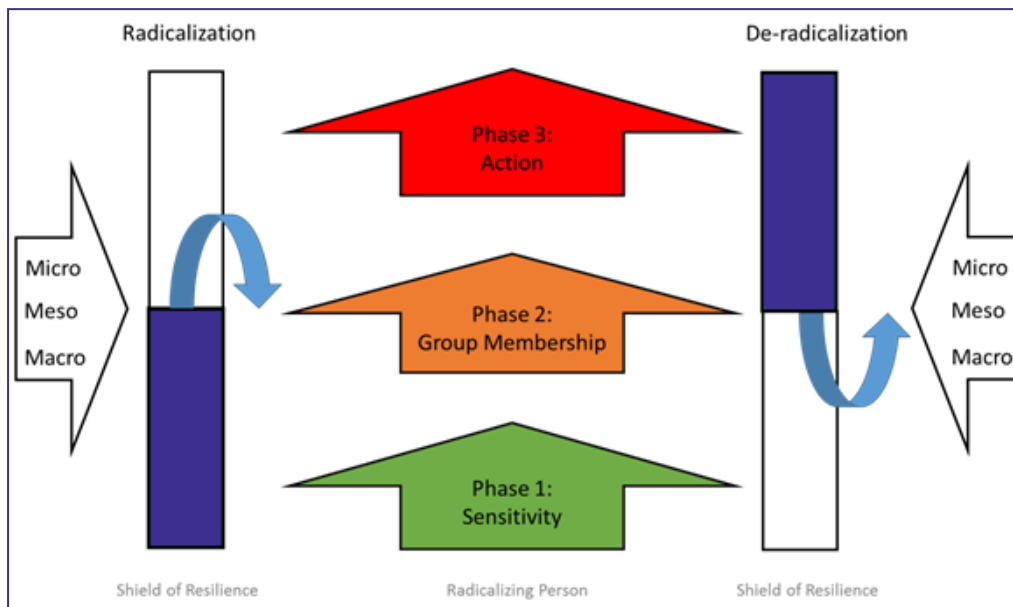 Radicalization
De-radicalization
Phase 3:
Action
Micro
Meso
Macro
Phase 2:
Group Membership
Micro
Meso
Macro
Phase 1:
Sensitivity
Shield of Resilience
Radicalizing Person
Shield of Resilience